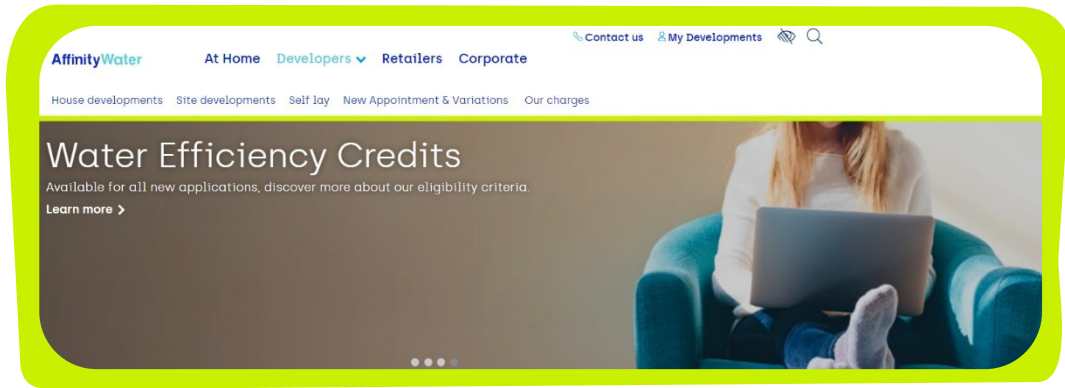 Contact us My Developments
AffinityWater At Home Developers Retailers Corporate
House developments Site developments Self lay New Appointment & Variations Our charges
Water Efficiency Credits
Available for all new applications, discover more about our eligibility criteria.
Learn more >